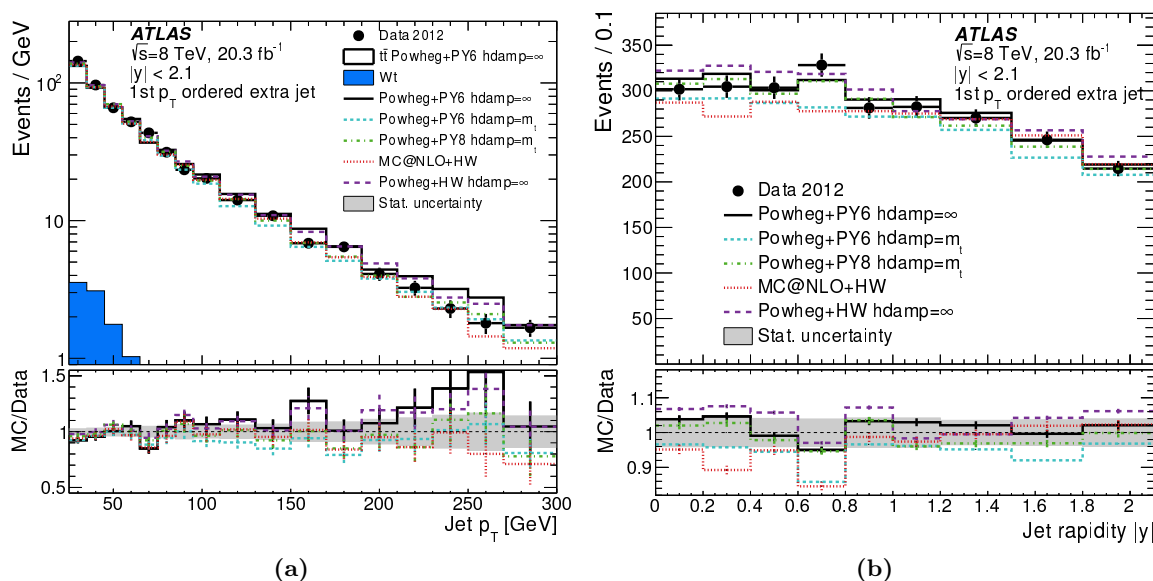 ATLAS
√s=8 TeV, 20.3 fb⁻¹
|y| < 2.1
1st p_T ordered extra jet
Data 2012
tt̄ Powheg+PY6 hdamp=∞
Wt
Powheg+PY6 hdamp=∞
Powheg+PY6 hdamp=m_t
Powheg+PY8 hdamp=m_t
MC@NLO+HW
Powheg+HW hdamp=∞
Stat. uncertainty
Events / GeV
10²
10
1
MC/Data
1.5
1
0.5
50 100 150 200 250 300
Jet p_T [GeV]
(a)
ATLAS
√s=8 TeV, 20.3 fb⁻¹
|y| < 2.1
1st p_T ordered extra jet
Data 2012
Powheg+PY6 hdamp=∞
Powheg+PY6 hdamp=m_t
Powheg+PY8 hdamp=m_t
MC@NLO+HW
Powheg+HW hdamp=∞
Stat. uncertainty
Events / 0.1
350
300
250
200
150
100
50
0
MC/Data
1.1
1
0.9
0 0.2 0.4 0.6 0.8 1 1.2 1.4 1.6 1.8 2
Jet rapidity |y|
(b)